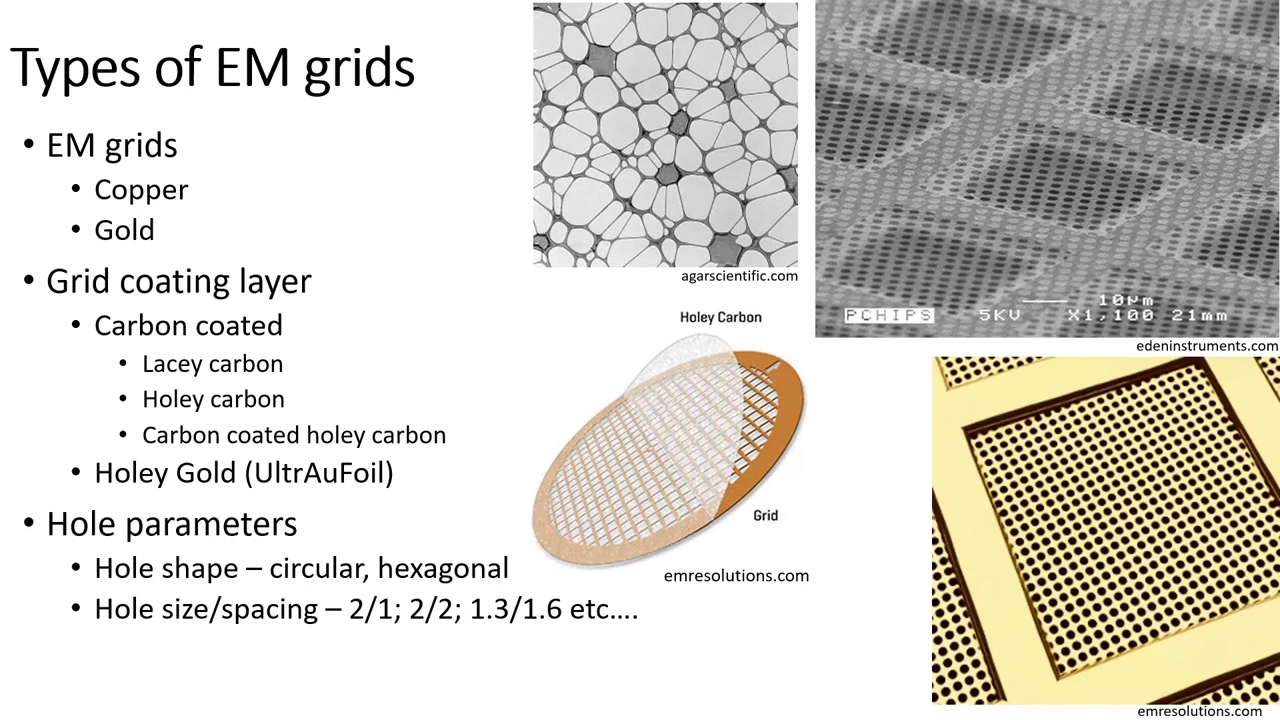 Types of EM grids
• EM grids
• Copper
• Gold
• Grid coating layer
• Carbon coated
• Lacey carbon
• Holey carbon
• Carbon coated holey carbon
• Holey Gold (UltrAuFoil)
• Hole parameters
• Hole shape – circular, hexagonal
• Hole size/spacing – 2/1; 2/2; 1.3/1.6 etc....
agarscientific.com
10μm
PCHIPS 5KV X1,100 21mm
edeninstruments.com
Holey Carbon
Grid
emresolutions.com
emresolutions.com